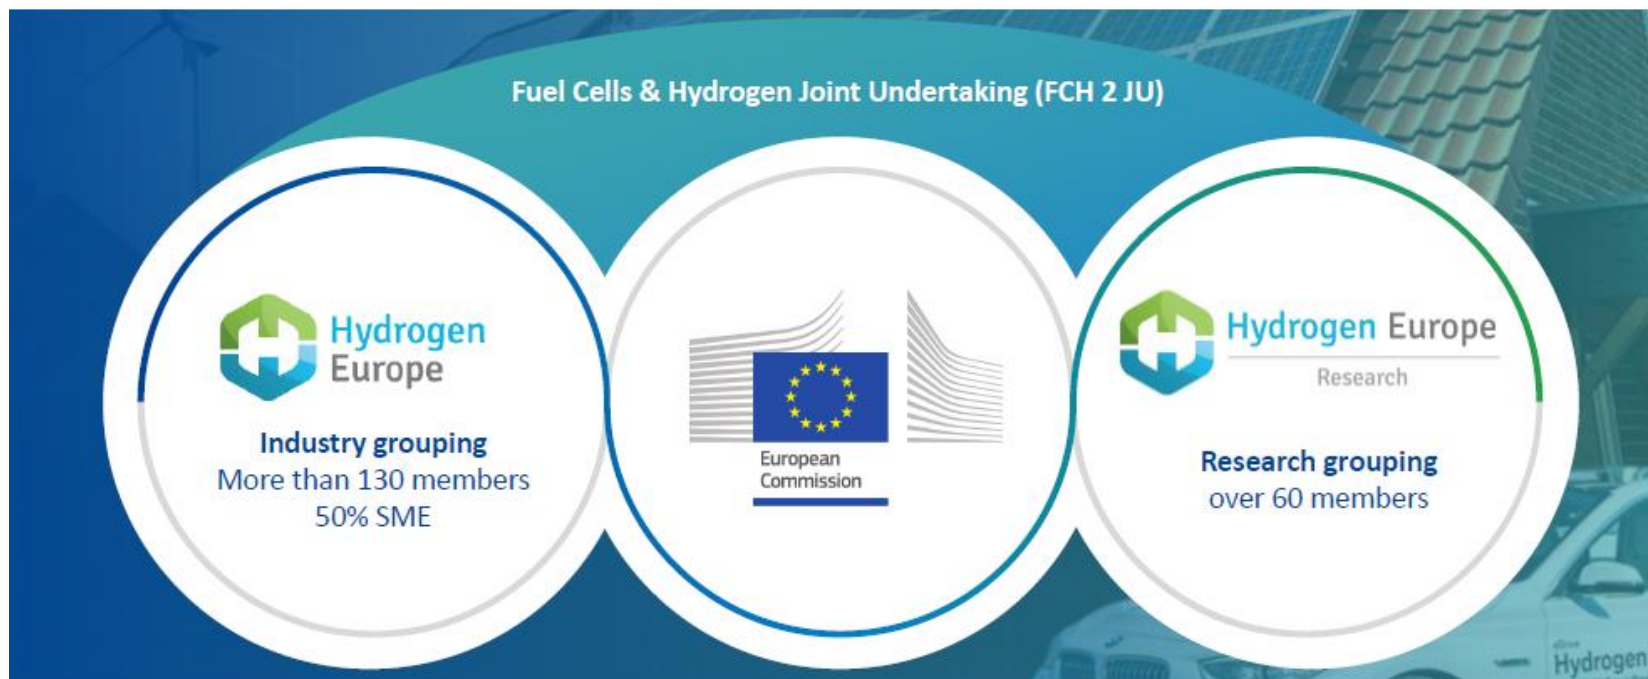 Fuel Cells & Hydrogen Joint Undertaking (FCH 2 JU)
Hydrogen
Europe
Industry grouping
More than 130 members
50% SME
European
Commission
Hydrogen Europe
Research
Research grouping
over 60 members
Hydrogen